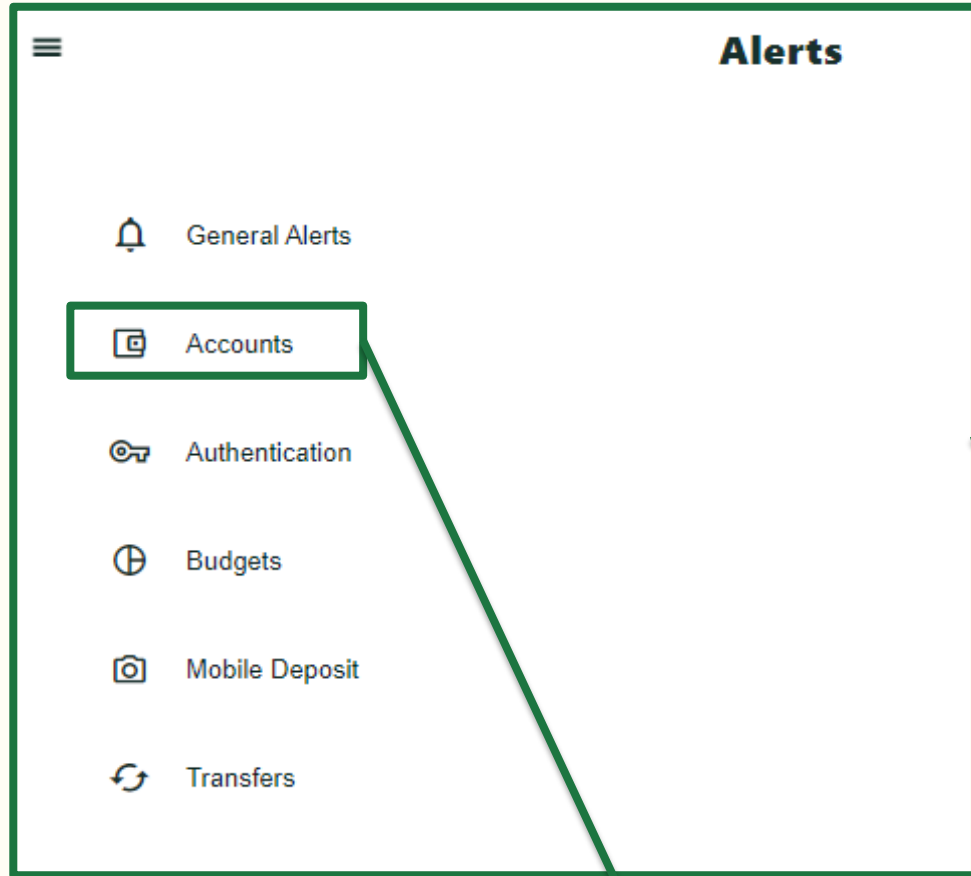 Alerts
General Alerts
Accounts
Authentication
Budgets
Mobile Deposit
Transfers